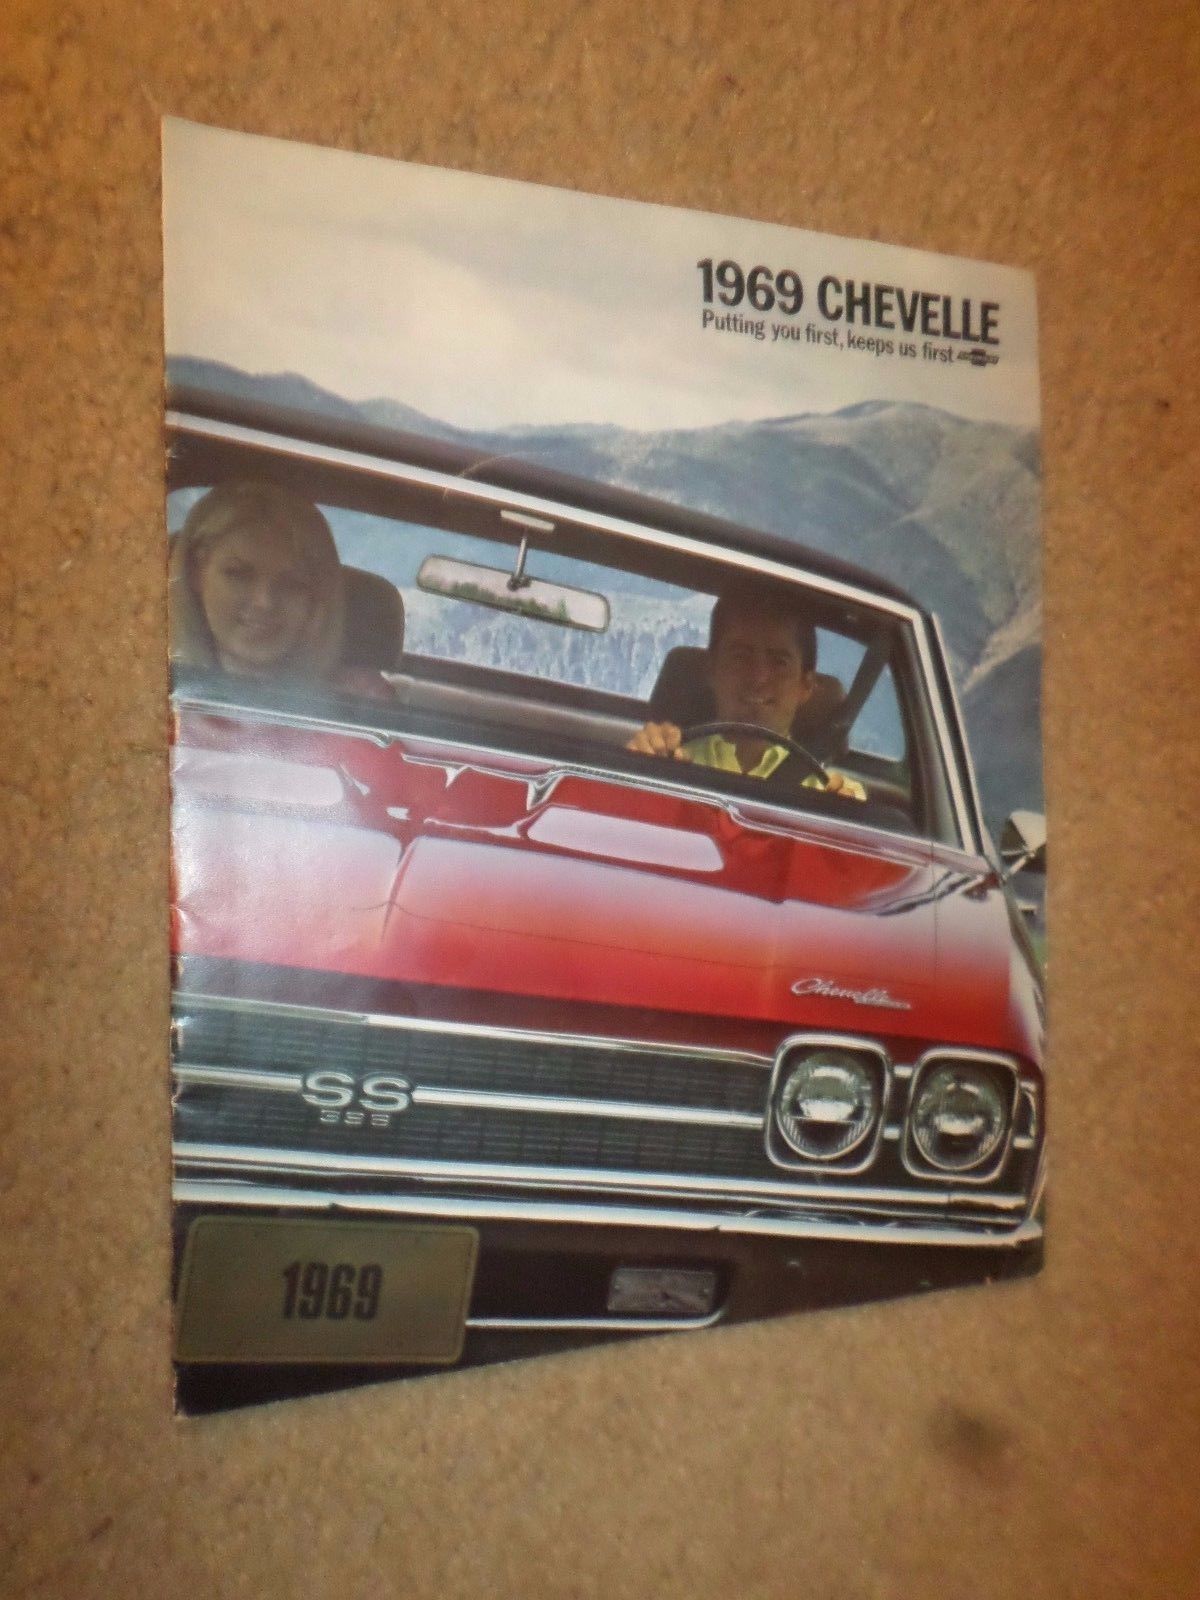 1969 CHEVELLE
Putting you first, keeps us first
Chevelle
SS
396
1969